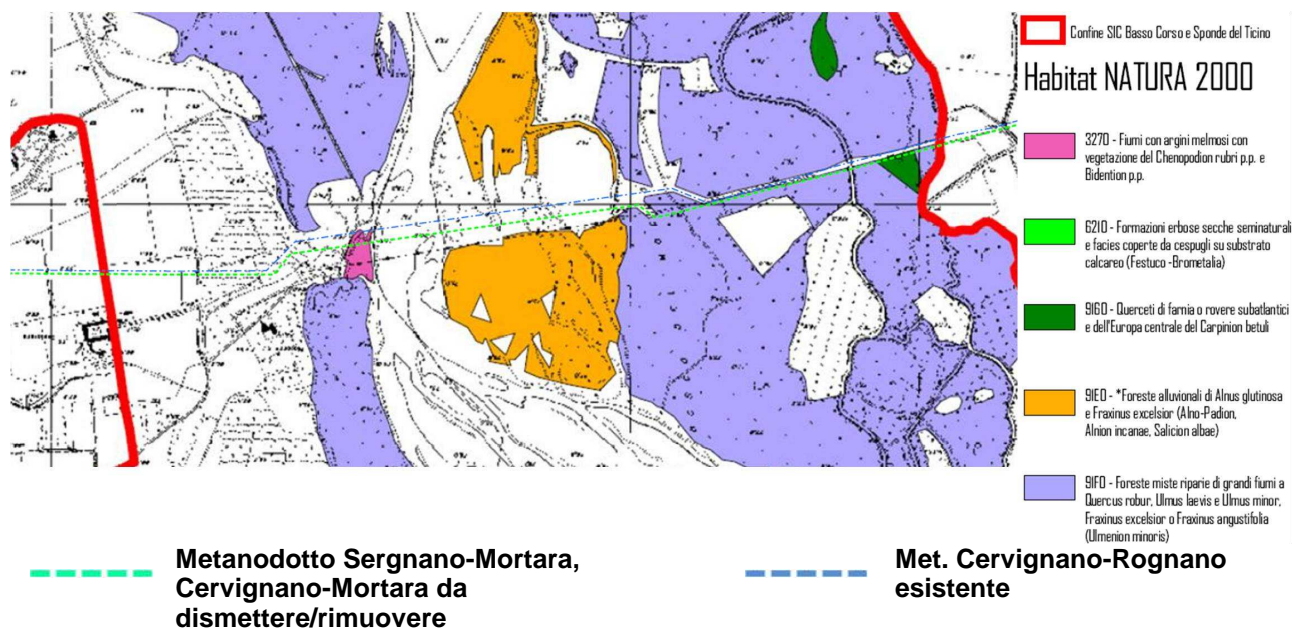 Confine SIC Basso Corso e Sponde del Ticino
Habitat NATURA 2000
3270 - Fiumi con argini melmosi con
vegetazione del Chenopodion rubri p.p. e
Bidention p.p.
6210 - Formazioni erbose secche seminaturali
e facies coperte da cespugli su substrato
calcareo (Festuco -Brometalia)
9160 - Querceti di farnia o rovere subatlantici
e dell'Europa centrale del Carpinion betuli
91E0 - *Foreste alluvionali di Alnus glutinosa
e Fraxinus excelsior (Alno-Padion,
Alnion incanae, Salicion albae)
91F0 - Foreste miste riparie di grandi fiumi a
Quercus robur, Ulmus laevis e Ulmus minor,
Fraxinus excelsior o Fraxinus angustifolia
(Ulmenion minoris)
Metanodotto Sergnano-Mortara,
Cervignano-Mortara da
dismettere/rimuovere
Met. Cervignano-Rognano
esistente